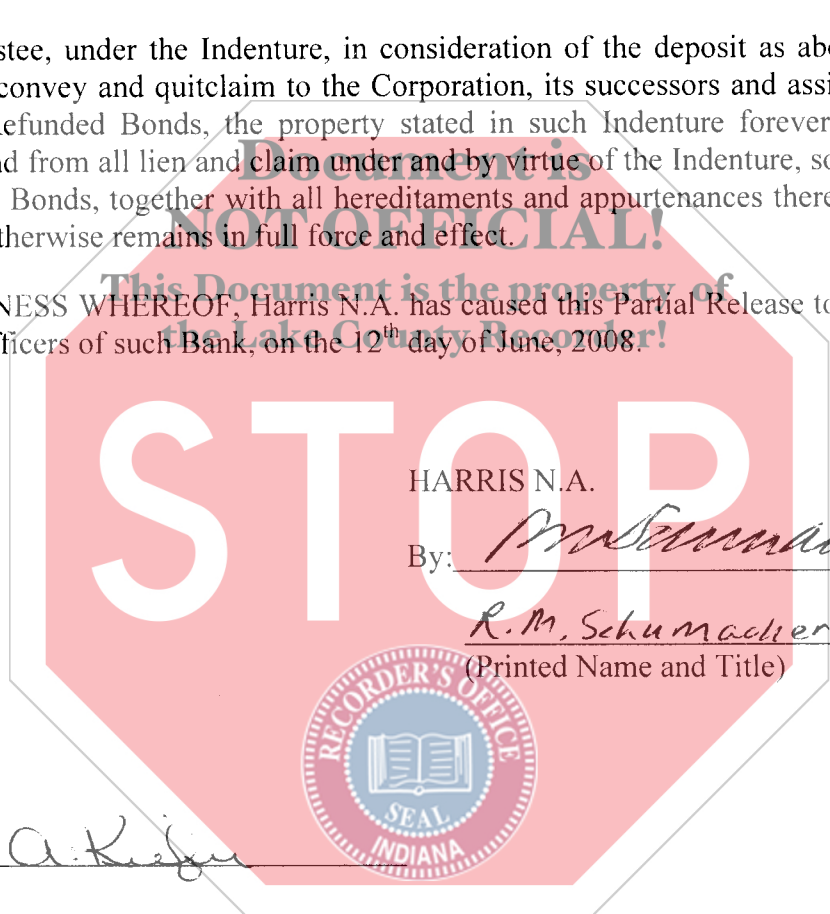 stee, under the Indenture, in consideration of the deposit as abo
convey and quitclaim to the Corporation, its successors and assi
efunded Bonds, the property stated in such Indenture forever
d from all lien and claim under and by virtue of the Indenture, so
Bonds, together with all hereditaments and appurtenances there
therwise remains in full force and effect.
Document is
NOT OFFICIAL!
This Document is the property of
the Lake County Recorder!
NESS WHEREOF, Harris N.A. has caused this Partial Release to
ficers of such Bank, on the 12th day of June, 2008.
STOP
HARRIS N.A.
By:
R.M. Schumacher
(Printed Name and Title)
RECORDER'S OFFICE
SEAL
INDIANA